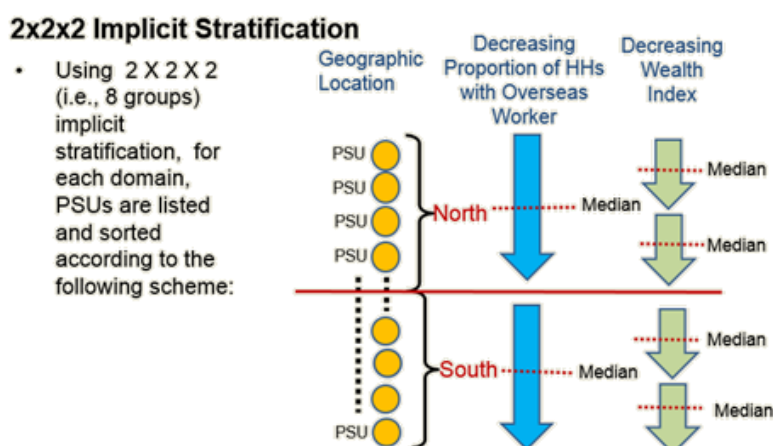 2x2x2 Implicit Stratification
• Using 2 X 2 X 2
(i.e., 8 groups)
implicit
stratification, for
each domain,
PSUs are listed
and sorted
according to the
following scheme:
Geographic
Location
Decreasing
Proportion of HHs
with Overseas
Worker
Decreasing
Wealth
Index
PSU
PSU
PSU
PSU
North
Median
Median
Median
South
PSU
Median
Median
Median